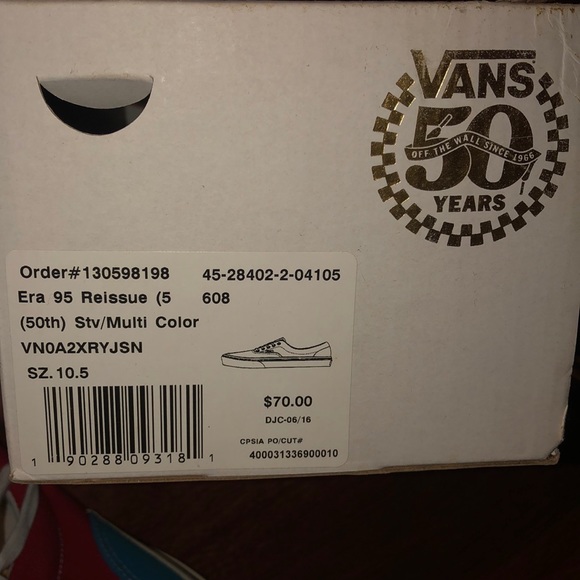 VANS
50
OFF THE WALL SINCE 1966
YEARS
Order#130598198 45-28402-2-04105
Era 95 Reissue (5 608
(50th) Stv/Multi Color
VN0A2XRYJSN
SZ. 10.5
$70.00
DJC-06/16
CPSIA PO/CUT#
400031336900010
1 90288 09318 1